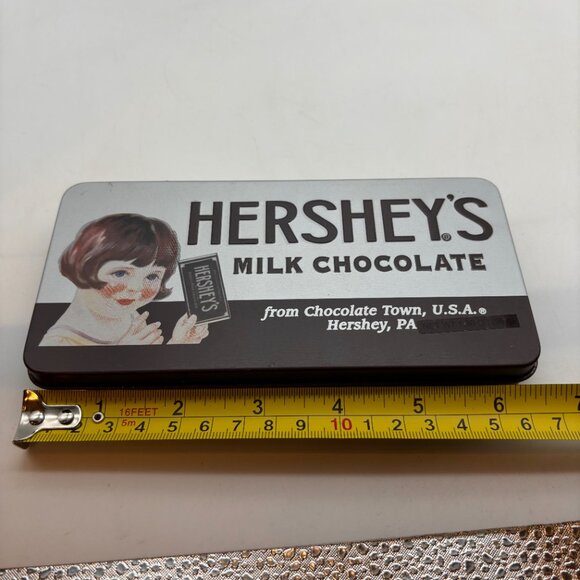 HERSHEY'S®
MILK CHOCOLATE
HERSHEY'S
from Chocolate Town, U.S.A.®
Hershey, PA
1 2 3 4 5 6 7
16FEET
5m
3 4 5 6 7 8 9 10 1 2 3 4 5 6 7